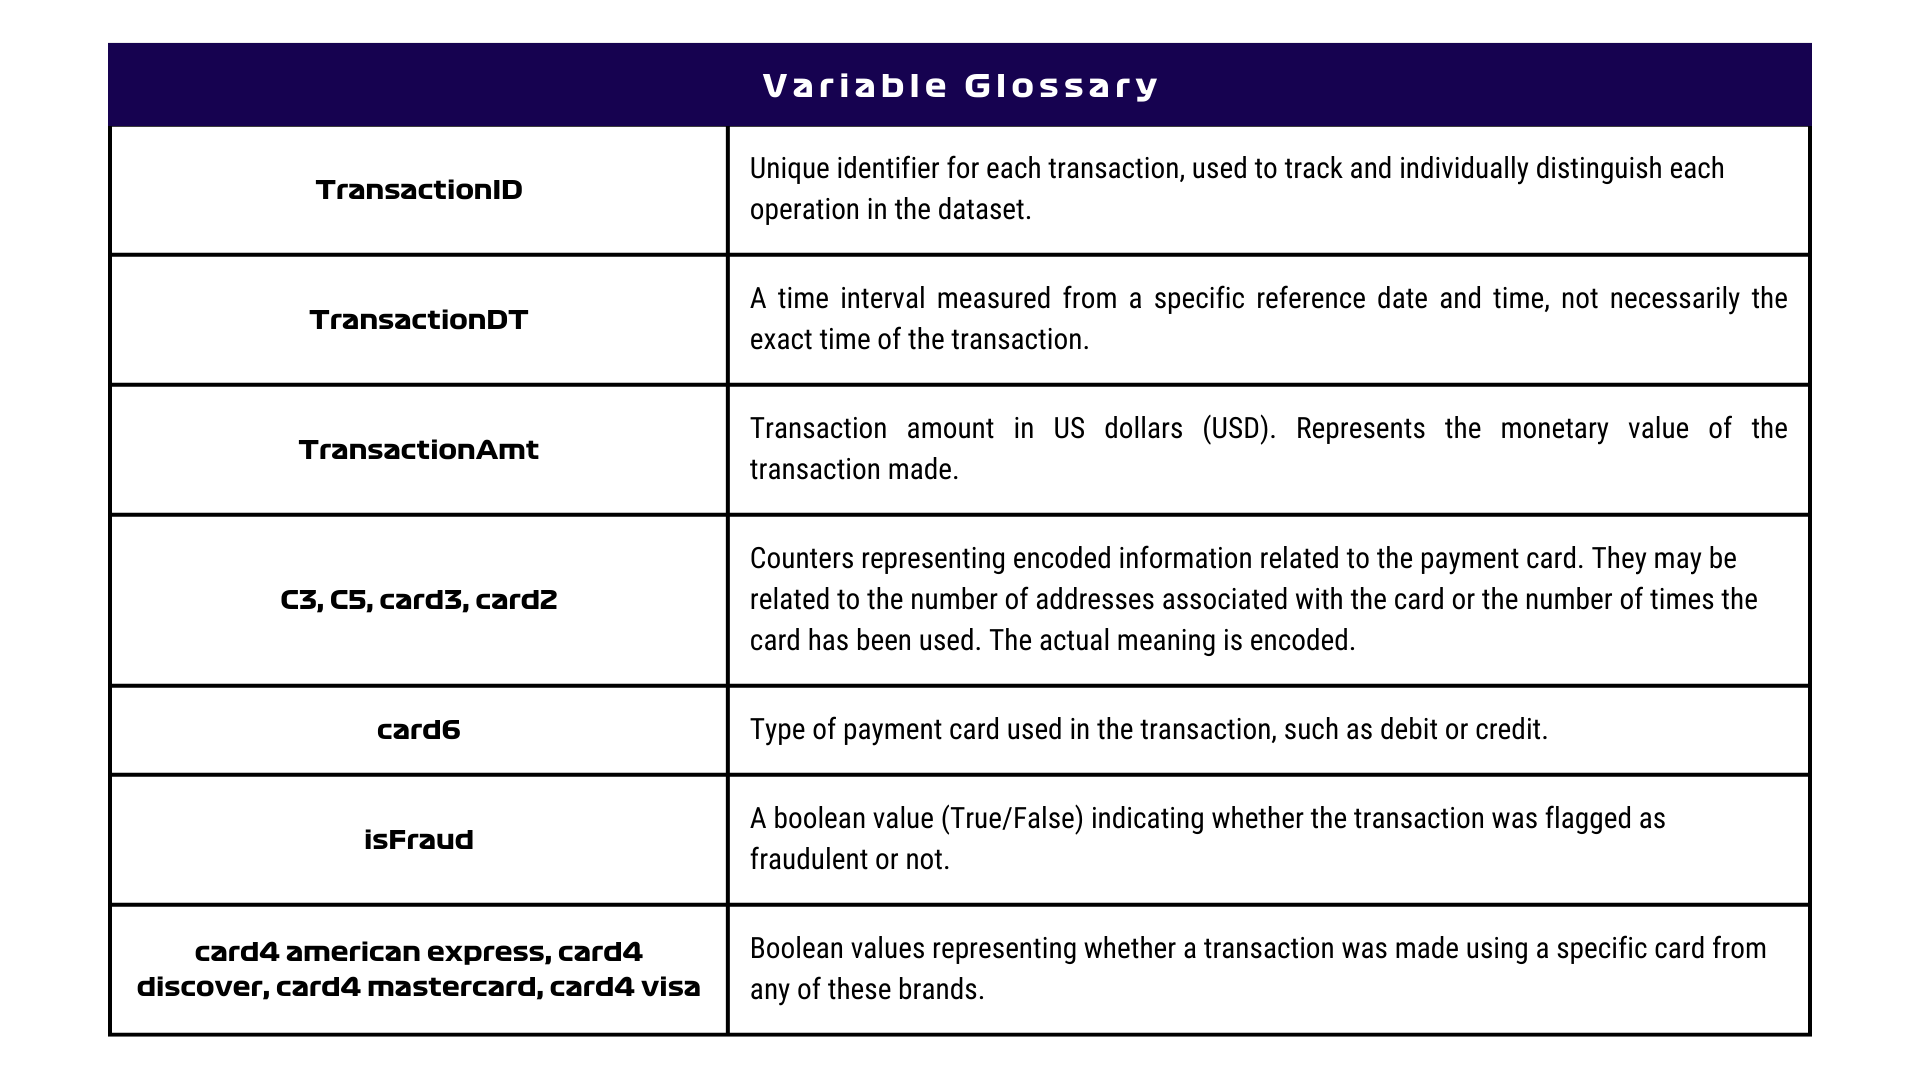 Variable Glossary
TransactionID
Unique identifier for each transaction, used to track and individually distinguish each
operation in the dataset.
TransactionDT
A time interval measured from a specific reference date and time, not necessarily the
exact time of the transaction.
TransactionAmt
Transaction amount in US dollars (USD). Represents the monetary value of the
transaction made.
C3, C5, card3, card2
Counters representing encoded information related to the payment card. They may be
related to the number of addresses associated with the card or the number of times the
card has been used. The actual meaning is encoded.
card6
Type of payment card used in the transaction, such as debit or credit.
isFraud
A boolean value (True/False) indicating whether the transaction was flagged as
fraudulent or not.
card4 american express, card4
discover, card4 mastercard, card4 visa
Boolean values representing whether a transaction was made using a specific card from
any of these brands.